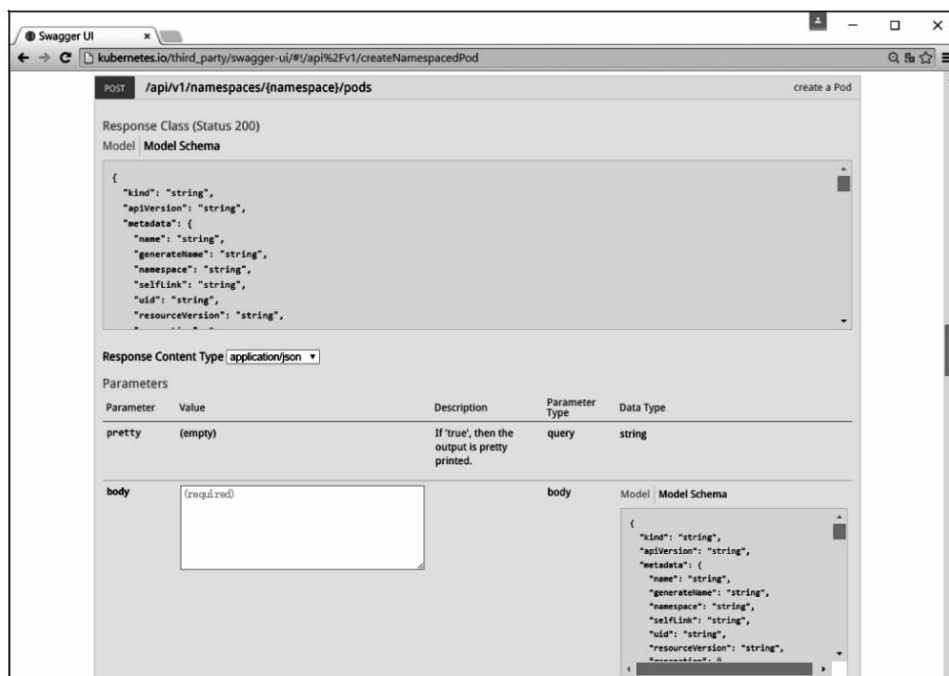 Swagger UI
kubernetes.io/third_party/swagger-ui/#!/api%2Fv1/createNamespacedPod
POST /api/v1/namespaces/{namespace}/pods create a Pod
Response Class (Status 200)
Model Model Schema
{
"kind": "string",
"apiVersion": "string",
"metadata": {
"name": "string",
"generateName": "string",
"namespace": "string",
"selfLink": "string",
"uid": "string",
"resourceVersion": "string",
Response Content Type application/json
Parameters
Parameter Value Description Parameter Type Data Type
pretty (empty) If 'true', then the output is pretty printed. query string
body (required) body Model Model Schema
{
"kind": "string",
"apiVersion": "string",
"metadata": {
"name": "string",
"generateName": "string",
"namespace": "string",
"selfLink": "string",
"uid": "string",
"resourceVersion": "string",